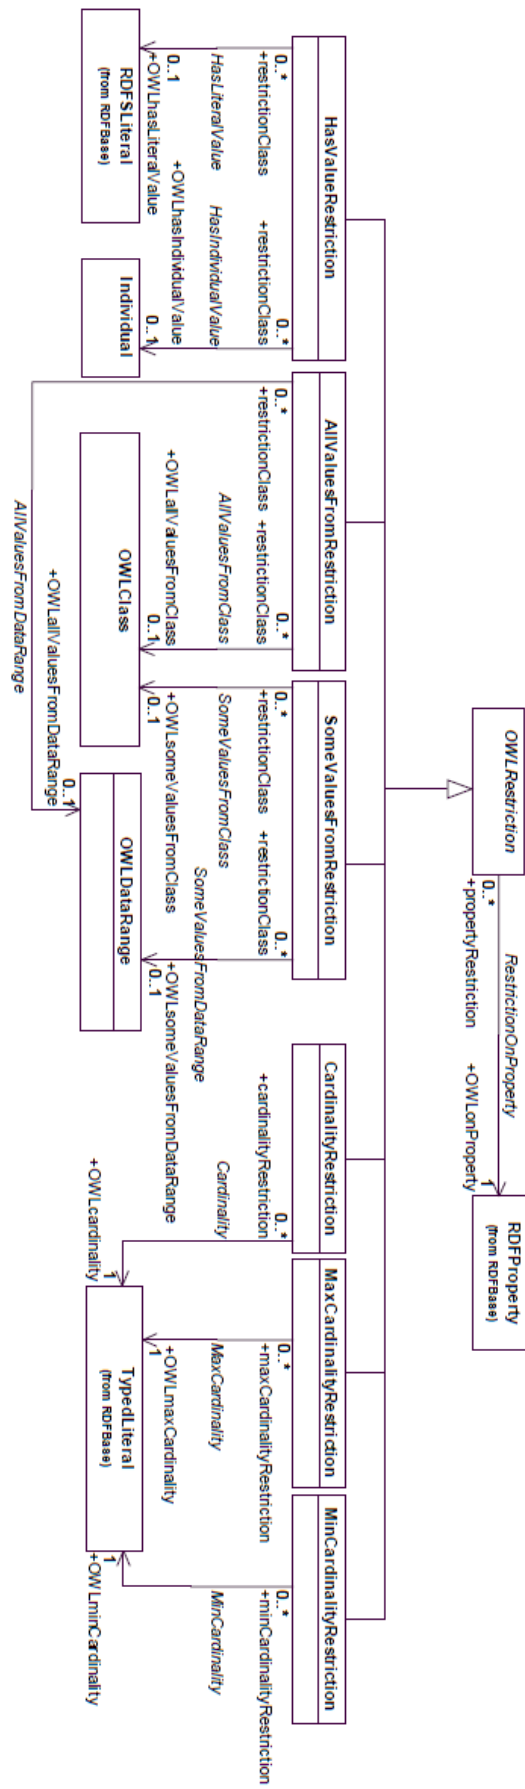 OWLRestriction
0..*
+propertyRestriction
RestrictionOnProperty
+OWLonProperty
1
RDFProperty
(from RDFBase)
HasValueRestriction
AllValuesFromRestriction
SomeValuesFromRestriction
CardinalityRestriction
MaxCardinalityRestriction
MinCardinalityRestriction
0..*
+restrictionClass
HasLiteralValue
0..1
+OWLhasLiteralValue
0..*
+restrictionClass
HasIndividualValue
+OWLhasIndividualValue
0..1
0..*
+restrictionClass
0..*
+restrictionClass
AllValuesFromClass
+OWLallValuesFromClass
0..1
0..*
+restrictionClass
SomeValuesFromClass
+OWLsomeValuesFromClass
0..1
0..*
+restrictionClass
SomeValuesFromDataRange
+OWLsomeValuesFromDataRange
0..1
0..*
+cardinalityRestriction
Cardinality
1
+OWLcardinality
0..*
+maxCardinalityRestriction
MaxCardinality
+OWLmaxCardinality
1
0..*
+minCardinalityRestriction
MinCardinality
1
+OWLminCardinality
RDFSLiteral
(from RDFBase)
Individual
OWLClass
OWLDataRange
TypedLiteral
(from RDFBase)
0..1
+OWLallValuesFromDataRange
AllValuesFromDataRange